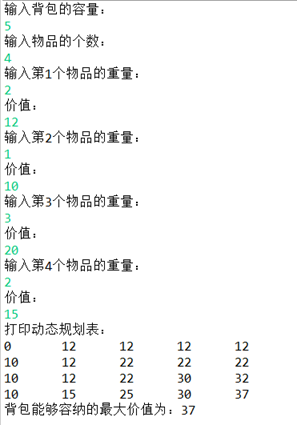 输入背包的容量：
5
输入物品的个数：
4
输入第1个物品的重量：
2
价值：
12
输入第2个物品的重量：
1
价值：
10
输入第3个物品的重量：
3
价值：
20
输入第4个物品的重量：
2
价值：
15
打印动态规划表：
0 12 12 12 12
10 12 22 22 22
10 12 22 30 32
10 15 25 30 37
背包能够容纳的最大价值为：37